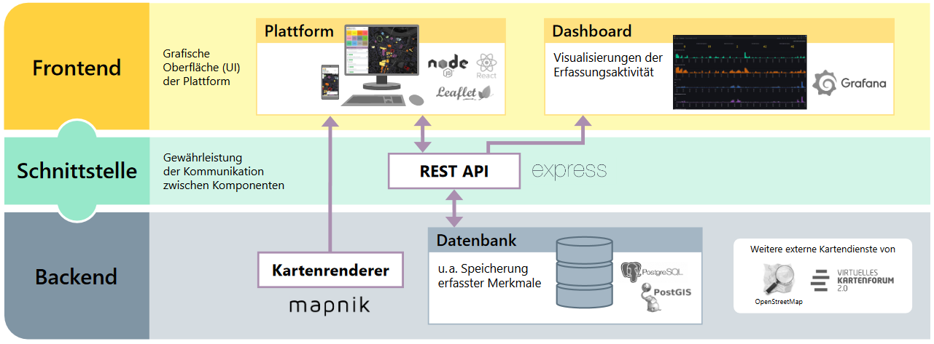 Frontend
Grafische
Oberfläche (UI)
der Plattform
Plattform
node
JS
React
Leaflet
Dashboard
Visualisierungen der
Erfassungsaktivität
Grafana
Schnittstelle
Gewährleistung
der Kommunikation
zwischen Komponenten
REST API
express
Backend
Kartenrenderer
mapnik
Datenbank
u.a. Speicherung
erfasster Merkmale
PostgreSQL
PostGIS
Weitere externe Kartendienste von
OpenStreetMap
VIRTUELLES
KARTENFORUM
2.0